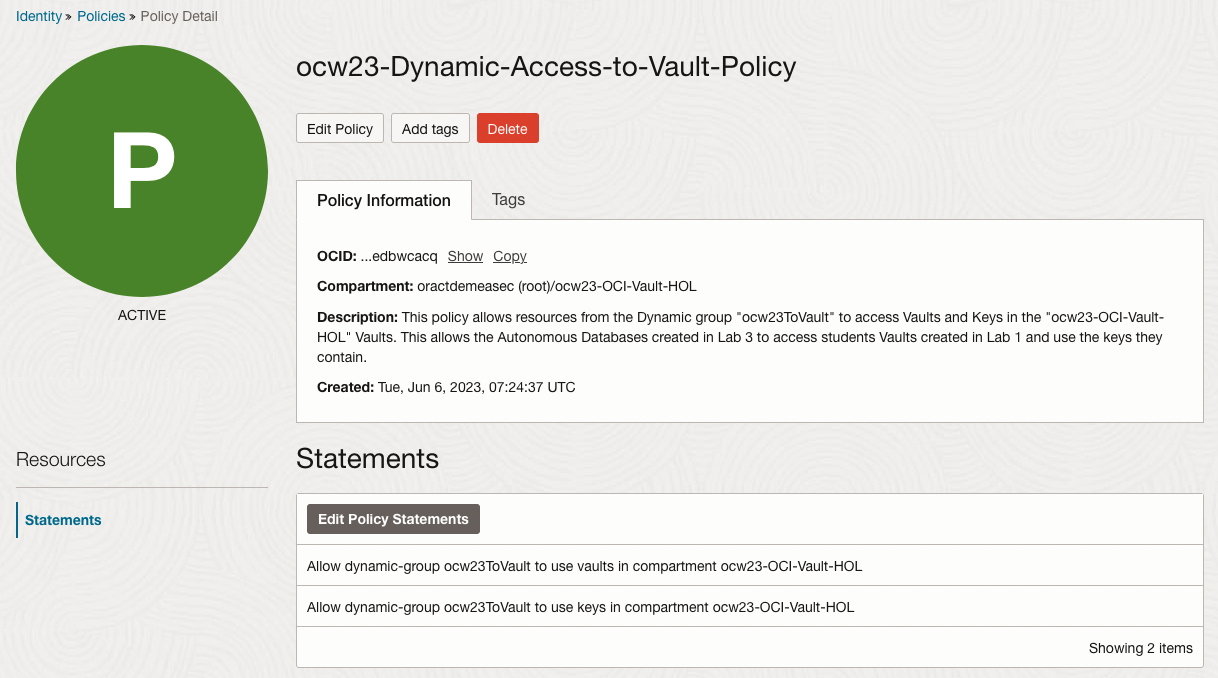 Identity » Policies » Policy Detail
P
ACTIVE
ocw23-Dynamic-Access-to-Vault-Policy
Edit Policy Add tags Delete
Policy Information Tags
OCID: ...edbwcacq Show Copy
Compartment: oractdemeasec (root)/ocw23-OCI-Vault-HOL
Description: This policy allows resources from the Dynamic group "ocw23ToVault" to access Vaults and Keys in the "ocw23-OCI-Vault-
HOL" Vaults. This allows the Autonomous Databases created in Lab 3 to access students Vaults created in Lab 1 and use the keys they
contain.
Created: Tue, Jun 6, 2023, 07:24:37 UTC
Resources
Statements
Statements
Edit Policy Statements
Allow dynamic-group ocw23ToVault to use vaults in compartment ocw23-OCI-Vault-HOL
Allow dynamic-group ocw23ToVault to use keys in compartment ocw23-OCI-Vault-HOL
Showing 2 items